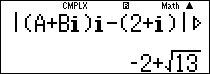 CMPLX R Math ▲
|(A+Bi)i-(2+i)|▷
-2+√13